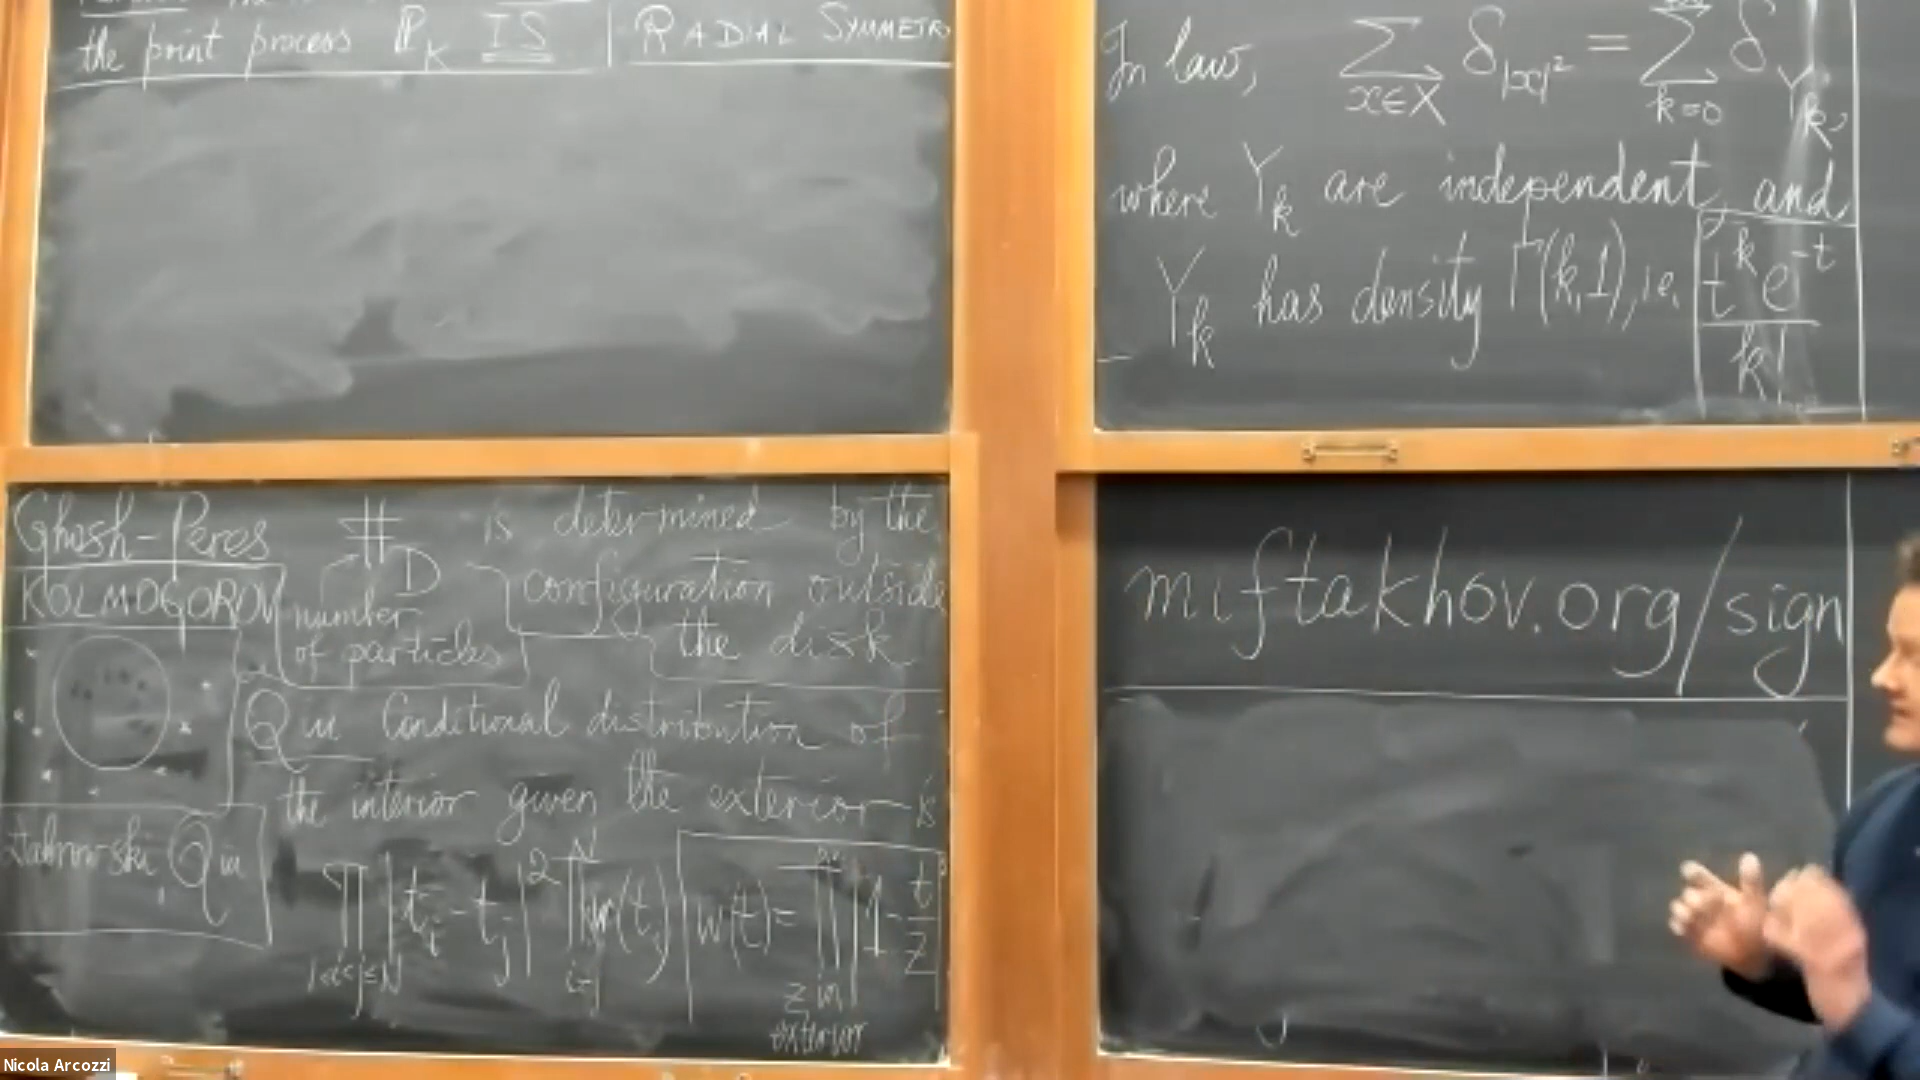 the point process ℙ_K IS
RADIAL SYMMETR
In law, ∑_{x∈X} δ_{|x|²} = ∑_{k=0} δ_{Y_k},
where Y_k are independent, and
Y_k has density Γ(k,1), i.e. t^k e^{-t} / k!
Ghosh-Peres
KOLMOGOROV
#_D is determined by the
configuration outside
the disk
number
of particles
Q in Conditional distribution of
the interior given the exterior is
Q in
∏_{1≤i<j≤N} |t_i - t_j|² ∏_{i=1}^{N} w(t_i)
w(t) = ∏_{z in exterior} |1 - t/z|
miftakhov.org/sign
Nicola Arcozzi